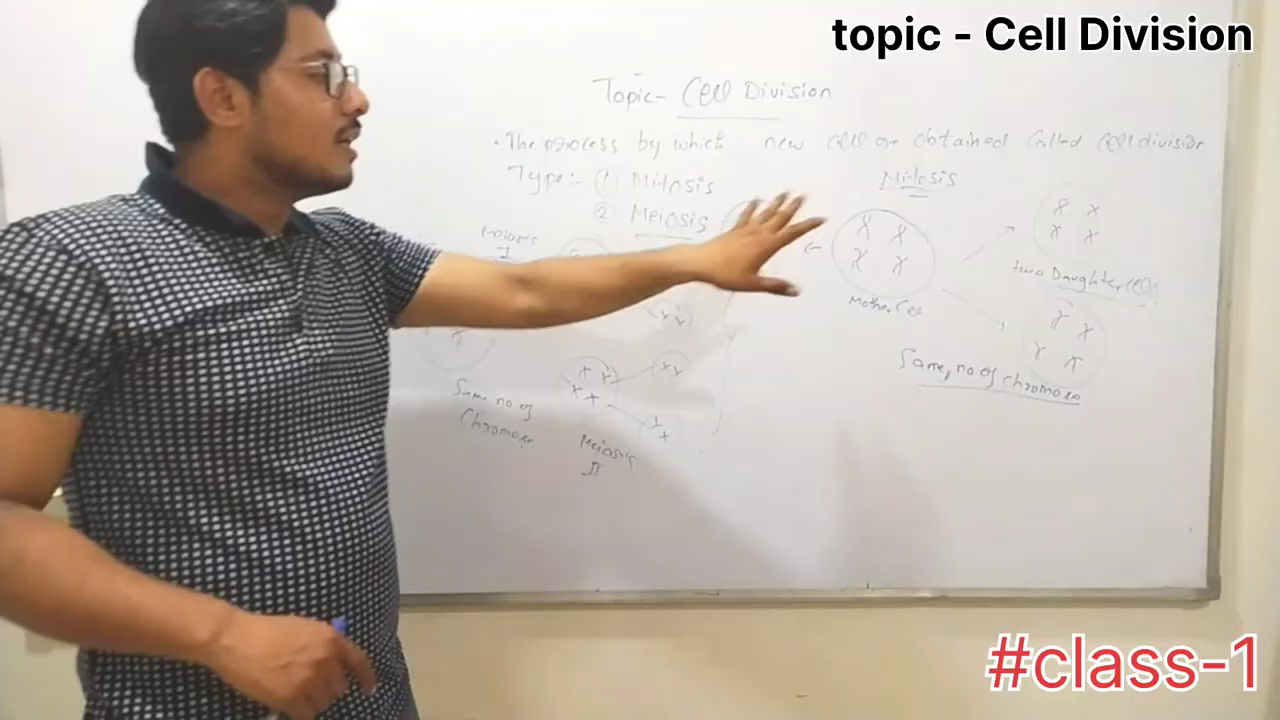 topic - Cell Division
Topic- Cell Division
• The process by which new cell are obtained called cell division
Type:- (1) Mitosis
(2) Meiosis
Mitosis
Meiosis
I
two Daughter Cell
Mother Cell
Same, no of chromoso
Same no of
Chromoso
Meiosis
II
#class-1